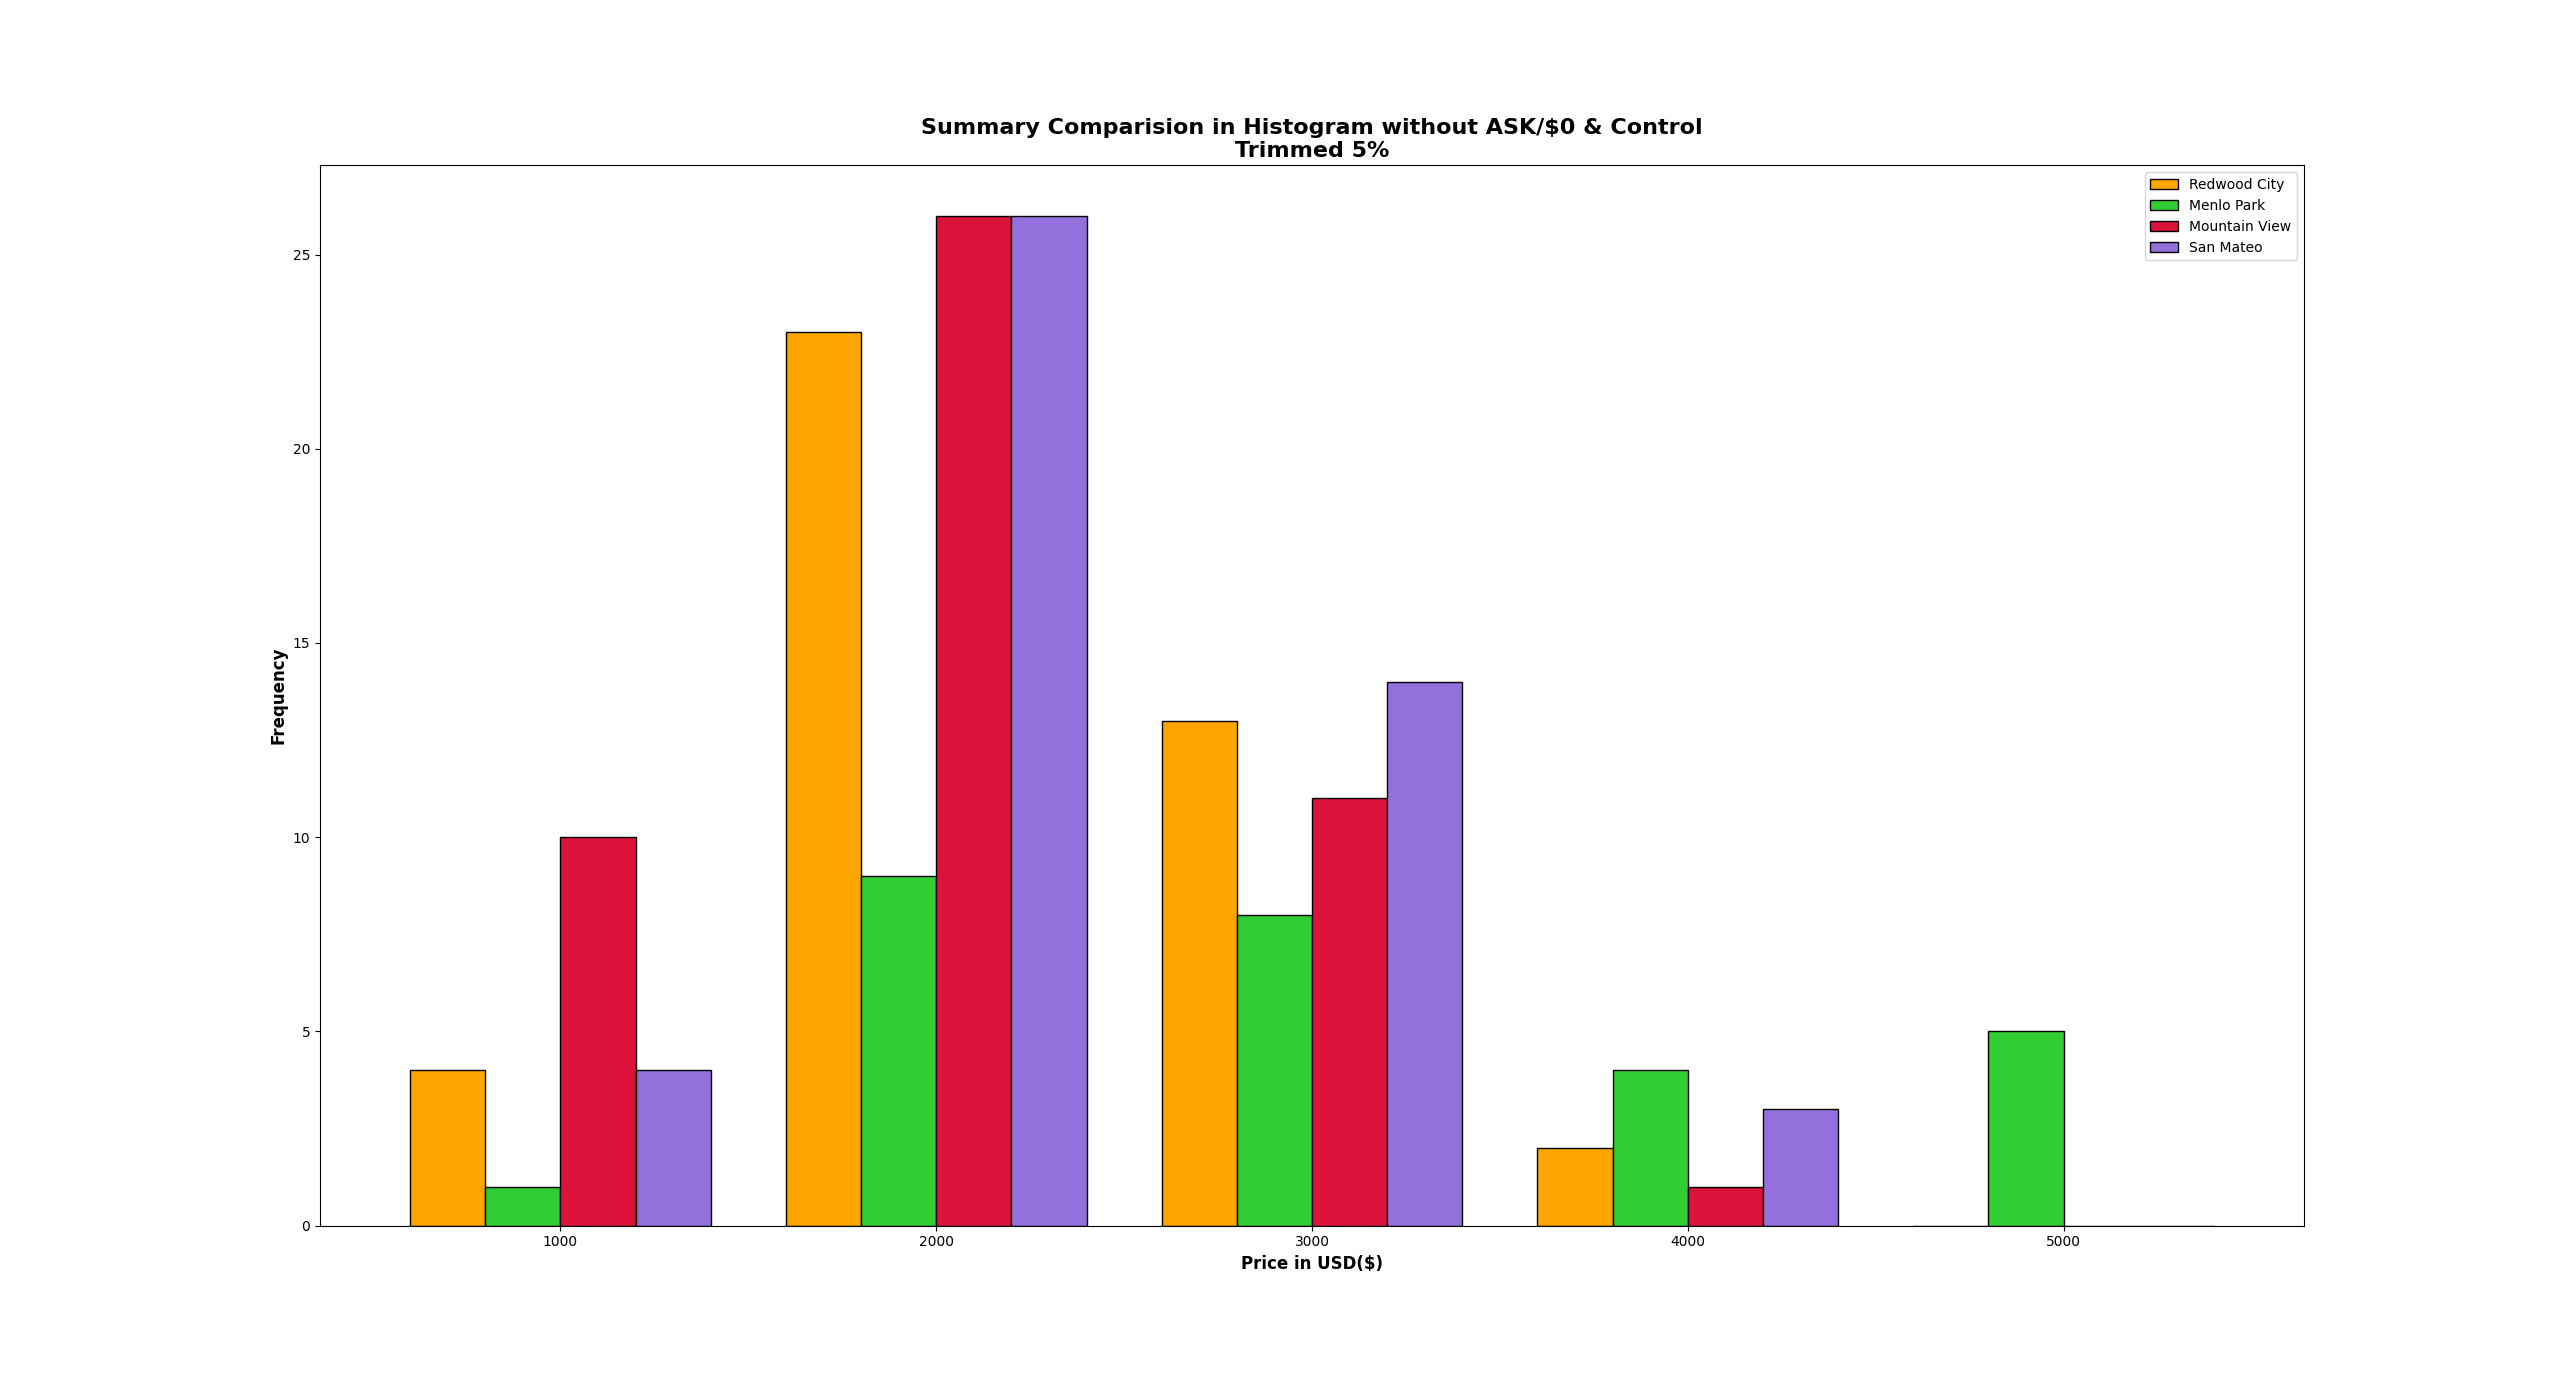 Summary Comparision in Histogram without ASK/$0 & Control
Trimmed 5%
Redwood City
Menlo Park
Mountain View
San Mateo
25
20
15
10
5
0
Frequency
1000 2000 3000 4000 5000
Price in USD($)